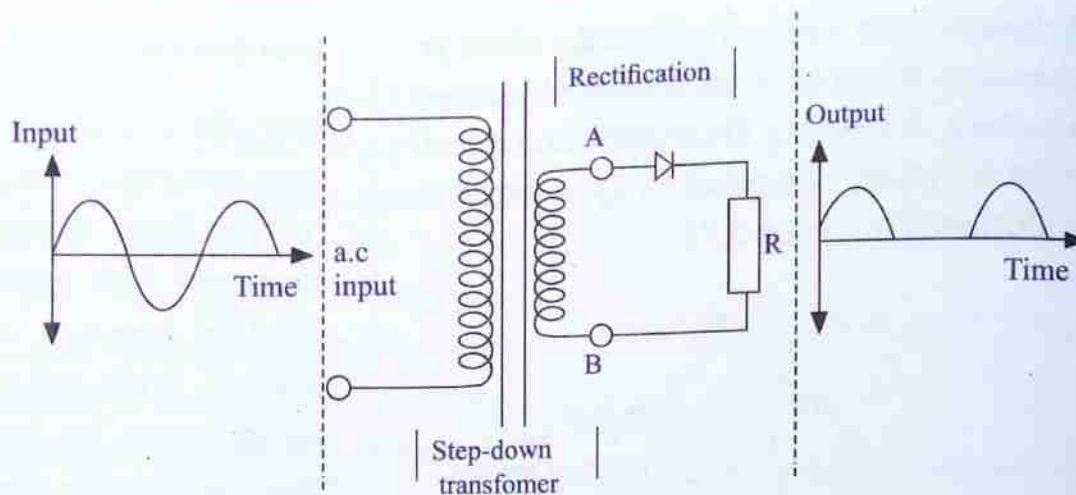 Input
Time
a.c
input
Rectification
A
B
R
Step-down
transfomer
Output
Time